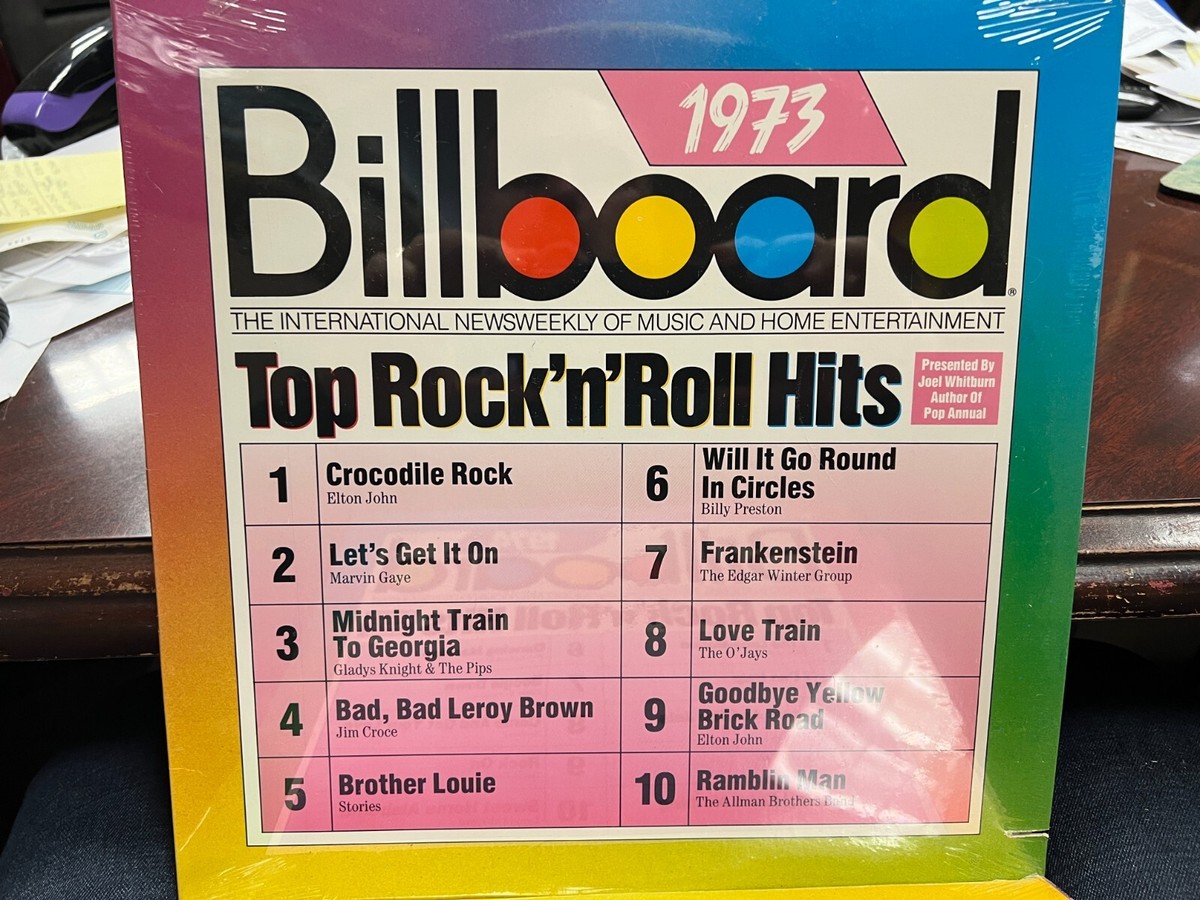 1973
Billboard®
THE INTERNATIONAL NEWSWEEKLY OF MUSIC AND HOME ENTERTAINMENT
Top Rock'n'Roll Hits
Presented By
Joel Whitburn
Author Of
Pop Annual
1
Crocodile Rock
Elton John
2
Let's Get It On
Marvin Gaye
3
Midnight Train
To Georgia
Gladys Knight & The Pips
4
Bad, Bad Leroy Brown
Jim Croce
5
Brother Louie
Stories
6
Will It Go Round
In Circles
Billy Preston
7
Frankenstein
The Edgar Winter Group
8
Love Train
The O'Jays
9
Goodbye Yellow
Brick Road
Elton John
10
Ramblin Man
The Allman Brothers Band